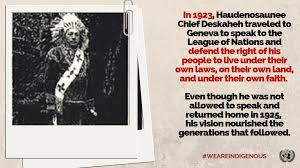 In 1923, Haudenosaunee
Chief Deskaheh traveled to
Geneva to speak to the
League of Nations and
defend the right of his
people to live under their
own laws, on their own land,
and under their own faith.
Even though he was not
allowed to speak and
returned home in 1925,
his vision nourished the
generations that followed.
#WEAREINDIGENOUS